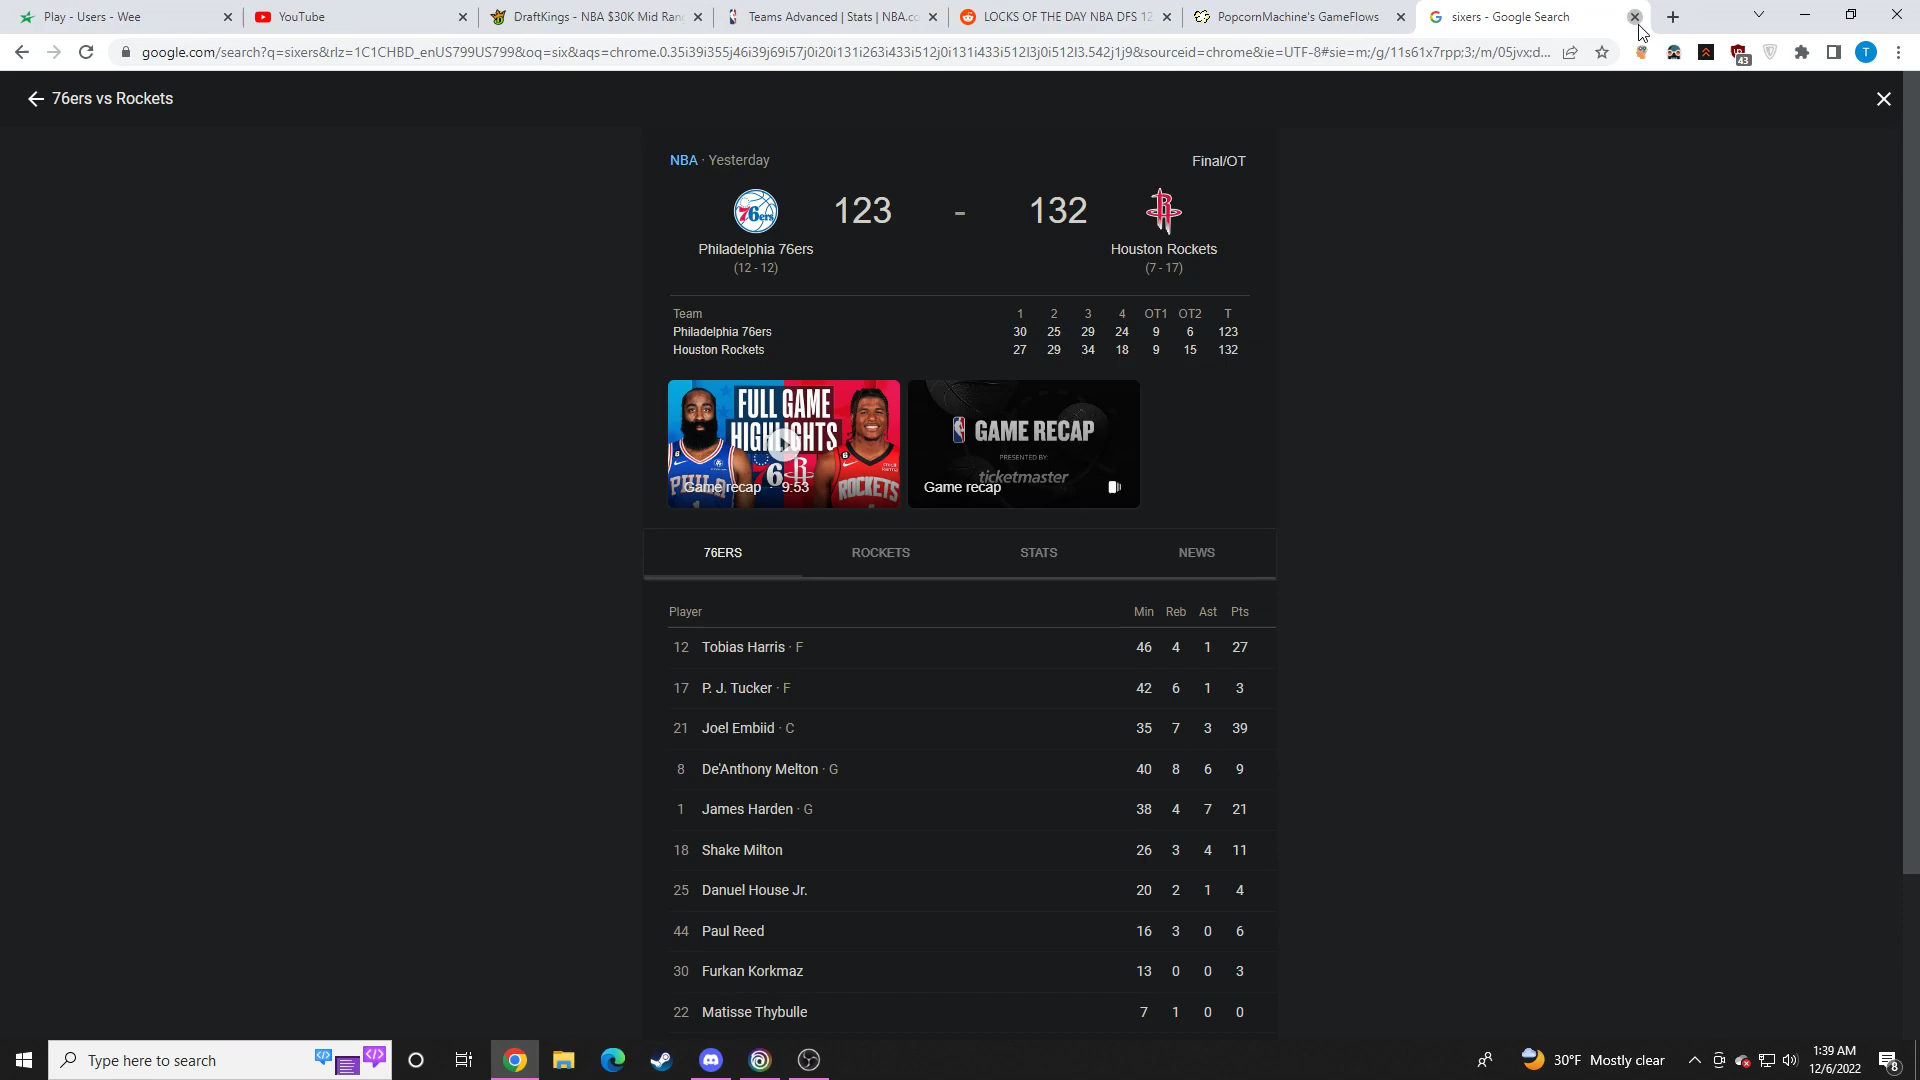 Play - Users - Wee
YouTube
DraftKings - NBA $30K Mid Ran
Teams Advanced | Stats | NBA.co
LOCKS OF THE DAY NBA DFS 12
PopcornMachine's GameFlows
sixers - Google Search
google.com/search?q=sixers&rlz=1C1CHBD_enUS799US799&oq=six&aqs=chrome.0.35i39i355j46i39j69i57j0i20i131i263i433i512j0i131i433i512l3j0i512l3.542j1j9&sourceid=chrome&ie=UTF-8#sie=m;/g/11s61x7rpp;3;/m/05jvx;d...
43
T
76ers vs Rockets
NBA · Yesterday
Final/OT
76ers
123 - 132
R
Philadelphia 76ers
Houston Rockets
(12 - 12)
(7 - 17)
Team 1 2 3 4 OT1 OT2 T
Philadelphia 76ers 30 25 29 24 9 6 123
Houston Rockets 27 29 34 18 9 15 132
FULL GAME
HIGHLIGHTS
PHILA
ROCKETS
Game recap · 9:53
GAME RECAP
PRESENTED BY:
ticketmaster
Game recap
76ERS
ROCKETS
STATS
NEWS
Player Min Reb Ast Pts
12 Tobias Harris · F 46 4 1 27
17 P. J. Tucker · F 42 6 1 3
21 Joel Embiid · C 35 7 3 39
8 De'Anthony Melton · G 40 8 6 9
1 James Harden · G 38 4 7 21
18 Shake Milton 26 3 4 11
25 Danuel House Jr. 20 2 1 4
44 Paul Reed 16 3 0 6
30 Furkan Korkmaz 13 0 0 3
22 Matisse Thybulle 7 1 0 0
Type here to search
30°F Mostly clear
1:39 AM
12/6/2022
8